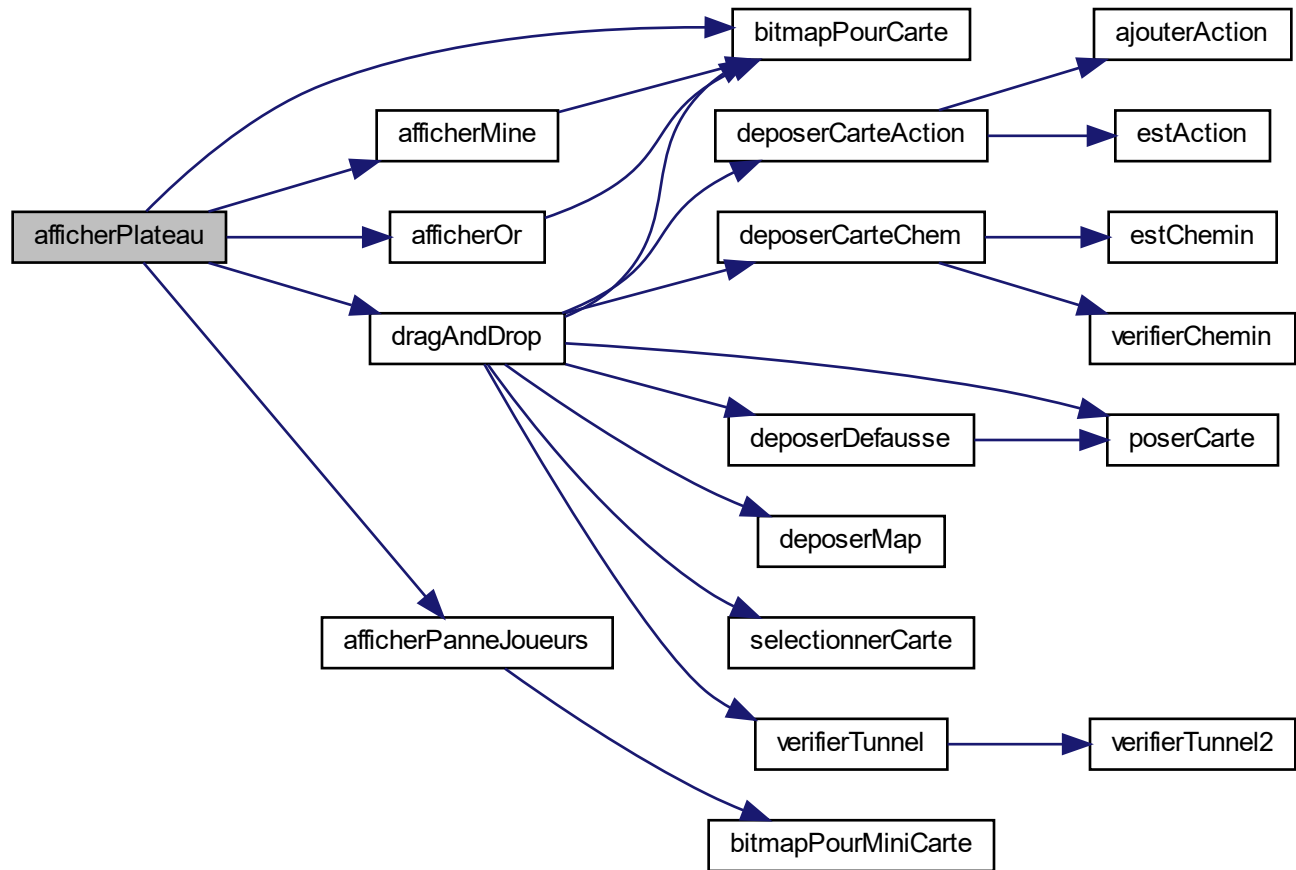 bitmapPourCarte
ajouterAction
afficherMine
deposerCarteAction
estAction
afficherPlateau
afficherOr
deposerCarteChem
estChemin
dragAndDrop
verifierChemin
deposerDefausse
poserCarte
deposerMap
afficherPanneJoueurs
selectionnerCarte
verifierTunnel
verifierTunnel2
bitmapPourMiniCarte